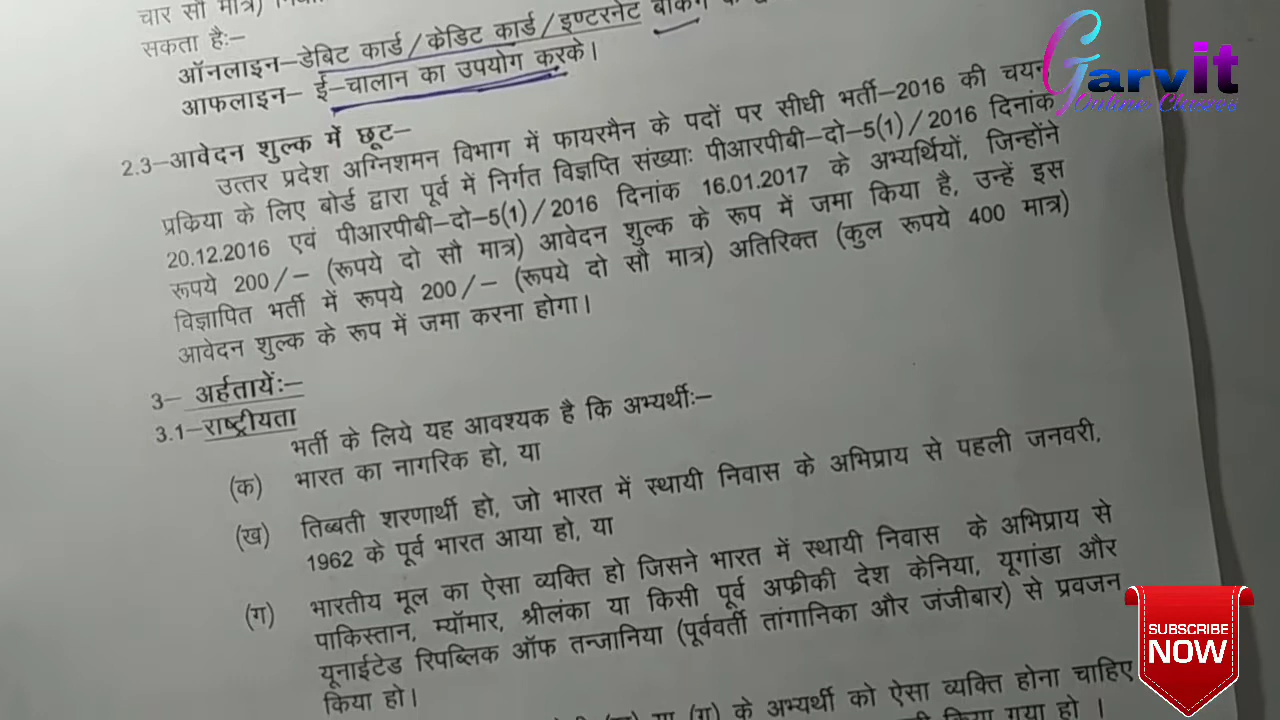 चार सौ मात्र)
सकता है:–
ऑनलाइन–डेबिट कार्ड/क्रेडिट कार्ड/इण्टरनेट बैंकिंग
आफलाइन– ई–चालान का उपयोग करके।
2.3–आवेदन शुल्क में छूट–
उत्तर प्रदेश अग्निशमन विभाग में फायरमैन के पदों पर सीधी भर्ती–2016 की चयन
प्रक्रिया के लिए बोर्ड द्वारा पूर्व में निर्गत विज्ञप्ति संख्याः पीआरपीबी–दो–5(1)/2016 दिनांक
20.12.2016 एवं पीआरपीबी–दो–5(1)/2016 दिनांक 16.01.2017 के अभ्यर्थियों, जिन्होंने
रूपये 200/– (रूपये दो सौ मात्र) आवेदन शुल्क के रूप में जमा किया है, उन्हें इस
विज्ञापित भर्ती में रूपये 200/– (रूपये दो सौ मात्र) अतिरिक्त (कुल रूपये 400 मात्र)
आवेदन शुल्क के रूप में जमा करना होगा।
3– अर्हतायेंः–
3.1–राष्ट्रीयता
भर्ती के लिये यह आवश्यक है कि अभ्यर्थीः–
(क) भारत का नागरिक हो, या
(ख) तिब्बती शरणार्थी हो, जो भारत में स्थायी निवास के अभिप्राय से पहली जनवरी,
1962 के पूर्व भारत आया हो, या
(ग) भारतीय मूल का ऐसा व्यक्ति हो जिसने भारत में स्थायी निवास के अभिप्राय से
पाकिस्तान, म्यॉमार, श्रीलंका या किसी पूर्व अफ्रीकी देश केनिया, यूगांडा और
यूनाईटेड रिपब्लिक ऑफ तन्जानिया (पूर्ववर्ती तांगानिका और जंजीबार) से प्रवजन
किया हो।
या (ग) के अभ्यर्थी को ऐसा व्यक्ति होना चाहिए
किया गया हो ।
Garvit
Online Classes
SUBSCRIBE
NOW